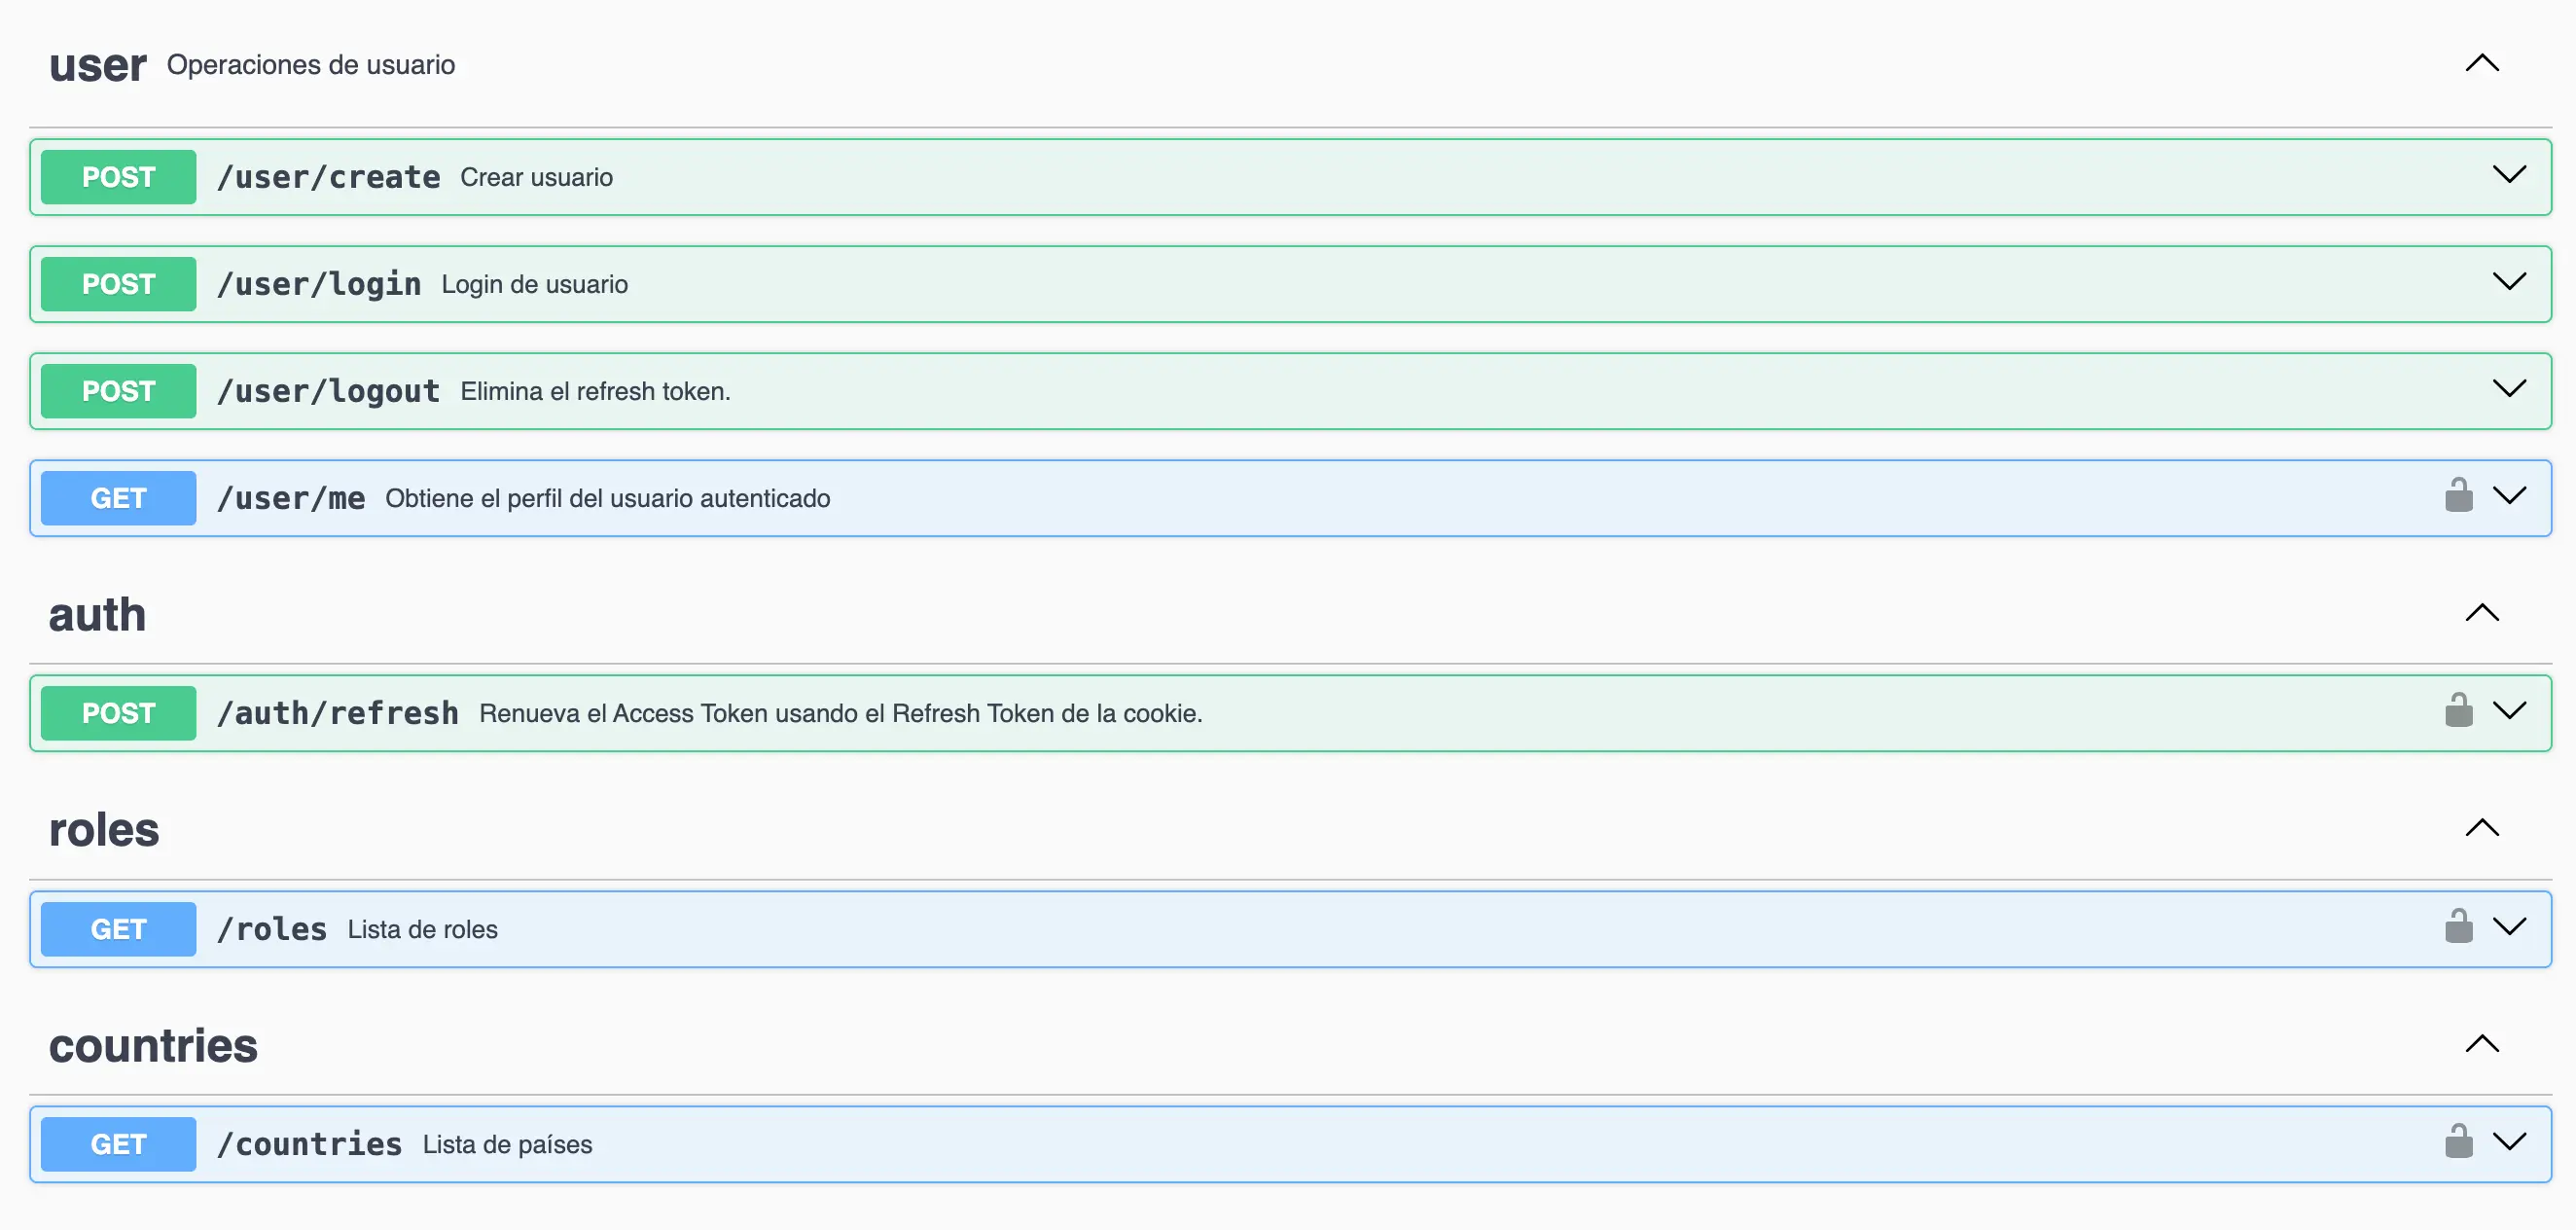 user Operaciones de usuario
POST /user/create Crear usuario
POST /user/login Login de usuario
POST /user/logout Elimina el refresh token.
GET /user/me Obtiene el perfil del usuario autenticado
auth
POST /auth/refresh Renueva el Access Token usando el Refresh Token de la cookie.
roles
GET /roles Lista de roles
countries
GET /countries Lista de países